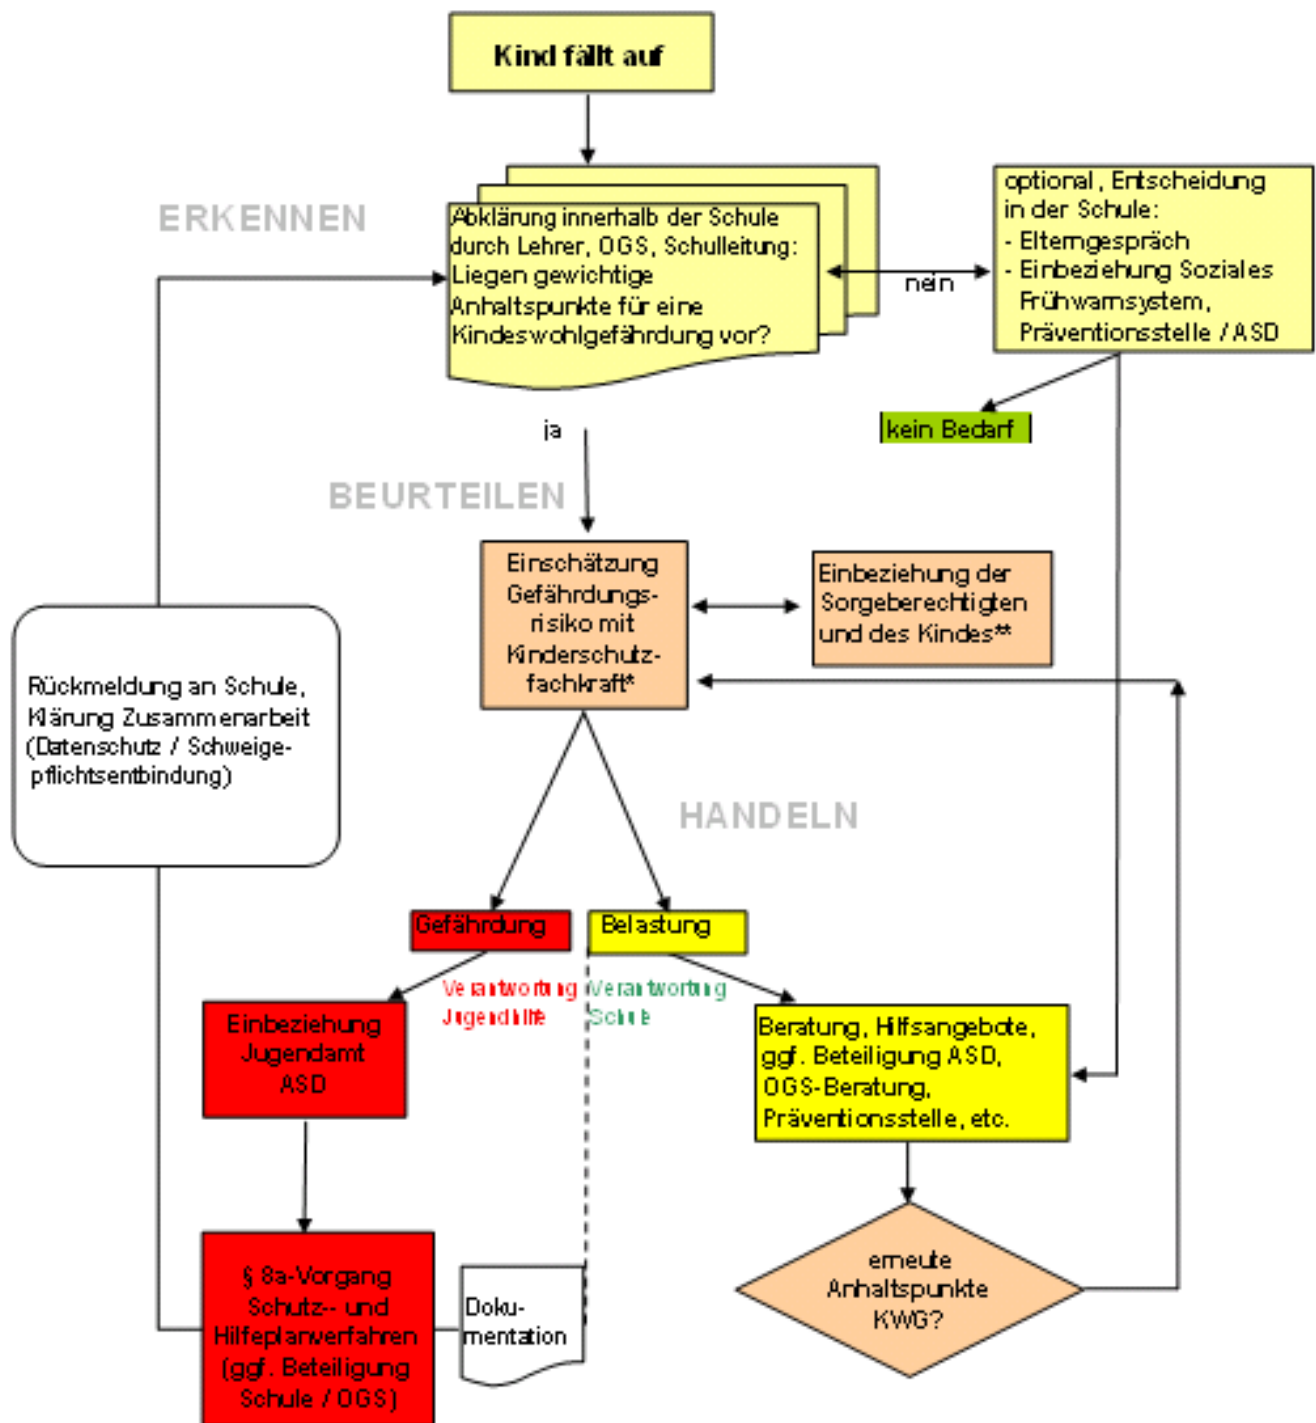 Kind fällt auf
ERKENNEN
Abklärung innerhalb der Schule
durch Lehrer, OGS, Schulleitung:
Liegen gewichtige
Anhaltspunkte für eine
Kindeswohlgefährdung vor?
nein
optional, Entscheidung
in der Schule:
- Elterngespräch
- Einbeziehung Soziales
Frühwarnsystem,
Präventionsstelle / ASD
kein Bedarf
ja
BEURTEILEN
Einschätzung
Gefährdungs-
risiko mit
Kinderschutz-
fachkraft*
Einbeziehung der
Sorgeberechtigten
und des Kindes**
Rückmeldung an Schule,
Klärung Zusammenarbeit
(Datenschutz / Schweige-
pflichtsentbindung)
HANDELN
Gefährdung
Belastung
Verantwortung
Jugendhilfe
Verantwortung
Schule
Einbeziehung
Jugendamt
ASD
Beratung, Hilfsangebote,
ggf. Beteiligung ASD,
OGS-Beratung,
Präventionsstelle, etc.
§ 8a-Vorgang
Schutz-- und
Hilfeplanverfahren
(ggf. Beteiligung
Schule / OGS)
Doku-
mentation
erneute
Anhaltspunkte
KWG?